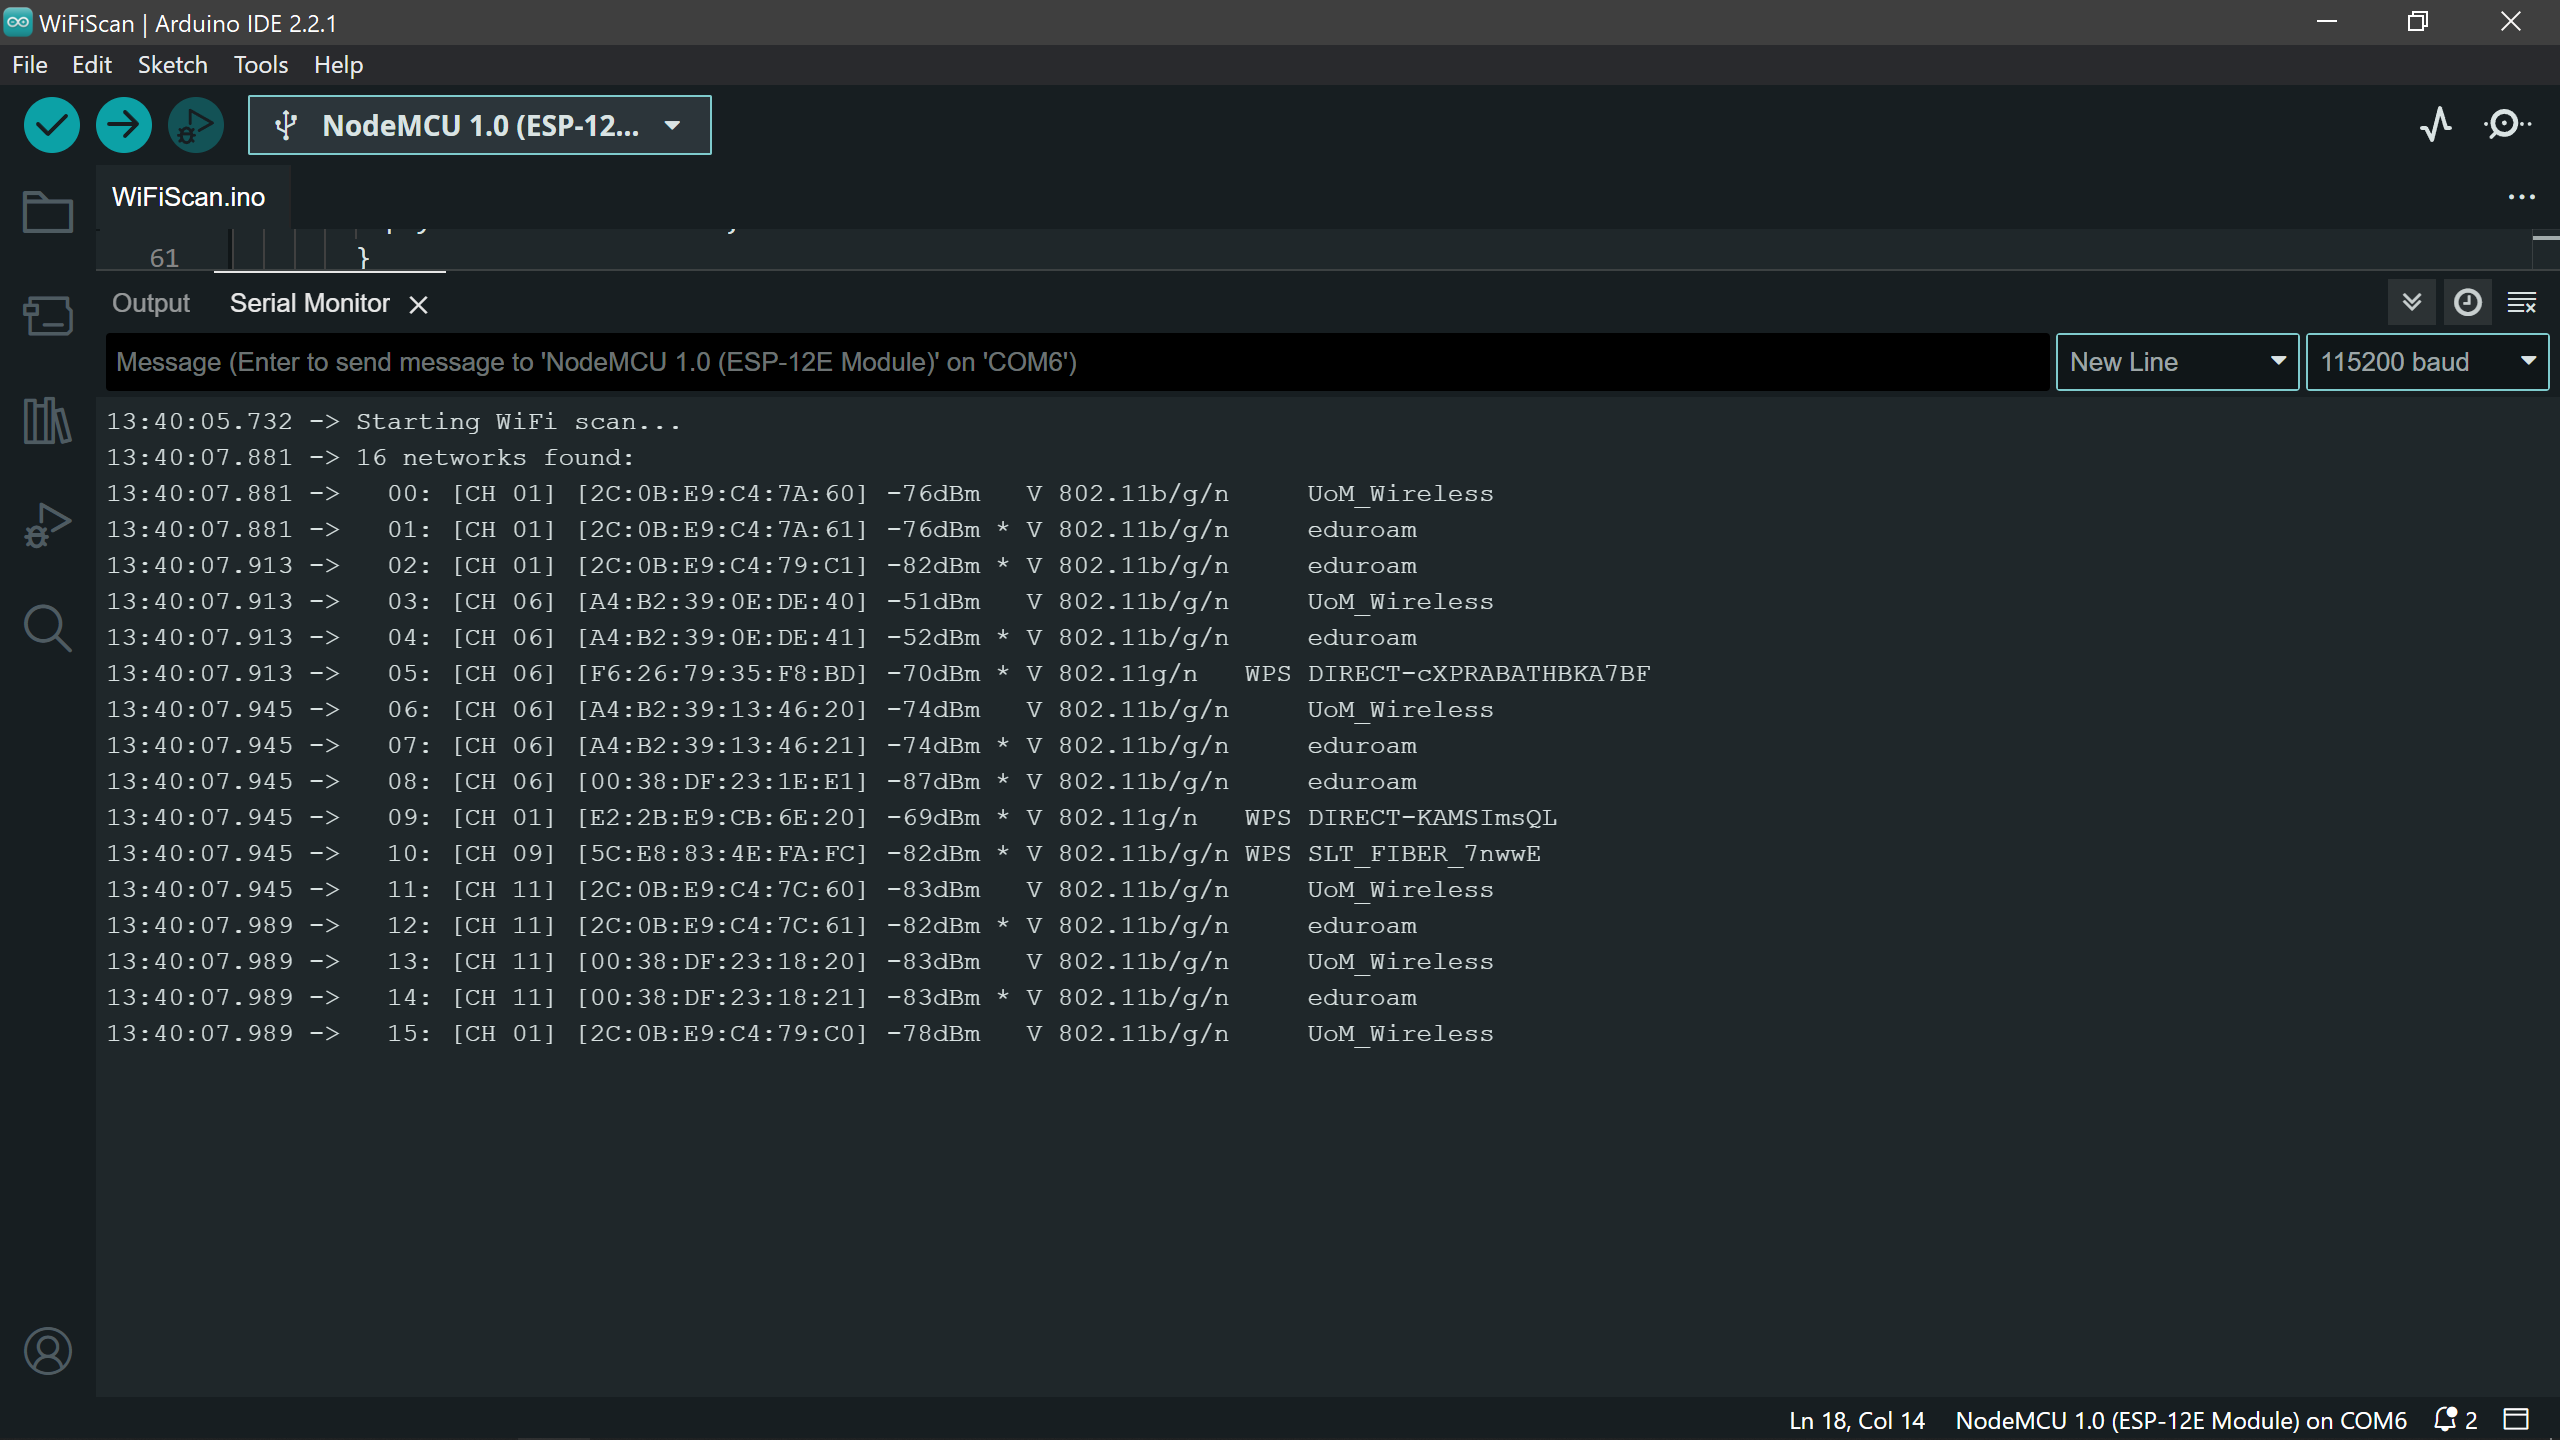 WiFiScan | Arduino IDE 2.2.1
File Edit Sketch Tools Help
NodeMCU 1.0 (ESP-12...
WiFiScan.ino
61 }
Output Serial Monitor
Message (Enter to send message to 'NodeMCU 1.0 (ESP-12E Module)' on 'COM6') New Line 115200 baud
13:40:05.732 -> Starting WiFi scan...
13:40:07.881 -> 16 networks found:
13:40:07.881 -> 00: [CH 01] [2C:0B:E9:C4:7A:60] -76dBm V 802.11b/g/n UoM_Wireless
13:40:07.881 -> 01: [CH 01] [2C:0B:E9:C4:7A:61] -76dBm * V 802.11b/g/n eduroam
13:40:07.913 -> 02: [CH 01] [2C:0B:E9:C4:79:C1] -82dBm * V 802.11b/g/n eduroam
13:40:07.913 -> 03: [CH 06] [A4:B2:39:0E:DE:40] -51dBm V 802.11b/g/n UoM_Wireless
13:40:07.913 -> 04: [CH 06] [A4:B2:39:0E:DE:41] -52dBm * V 802.11b/g/n eduroam
13:40:07.913 -> 05: [CH 06] [F6:26:79:35:F8:BD] -70dBm * V 802.11g/n WPS DIRECT-cXPRABATHBKA7BF
13:40:07.945 -> 06: [CH 06] [A4:B2:39:13:46:20] -74dBm V 802.11b/g/n UoM_Wireless
13:40:07.945 -> 07: [CH 06] [A4:B2:39:13:46:21] -74dBm * V 802.11b/g/n eduroam
13:40:07.945 -> 08: [CH 06] [00:38:DF:23:1E:E1] -87dBm * V 802.11b/g/n eduroam
13:40:07.945 -> 09: [CH 01] [E2:2B:E9:CB:6E:20] -69dBm * V 802.11g/n WPS DIRECT-KAMSImsQL
13:40:07.945 -> 10: [CH 09] [5C:E8:83:4E:FA:FC] -82dBm * V 802.11b/g/n WPS SLT_FIBER_7nwwE
13:40:07.945 -> 11: [CH 11] [2C:0B:E9:C4:7C:60] -83dBm V 802.11b/g/n UoM_Wireless
13:40:07.989 -> 12: [CH 11] [2C:0B:E9:C4:7C:61] -82dBm * V 802.11b/g/n eduroam
13:40:07.989 -> 13: [CH 11] [00:38:DF:23:18:20] -83dBm V 802.11b/g/n UoM_Wireless
13:40:07.989 -> 14: [CH 11] [00:38:DF:23:18:21] -83dBm * V 802.11b/g/n eduroam
13:40:07.989 -> 15: [CH 01] [2C:0B:E9:C4:79:C0] -78dBm V 802.11b/g/n UoM_Wireless
Ln 18, Col 14 NodeMCU 1.0 (ESP-12E Module) on COM6 2